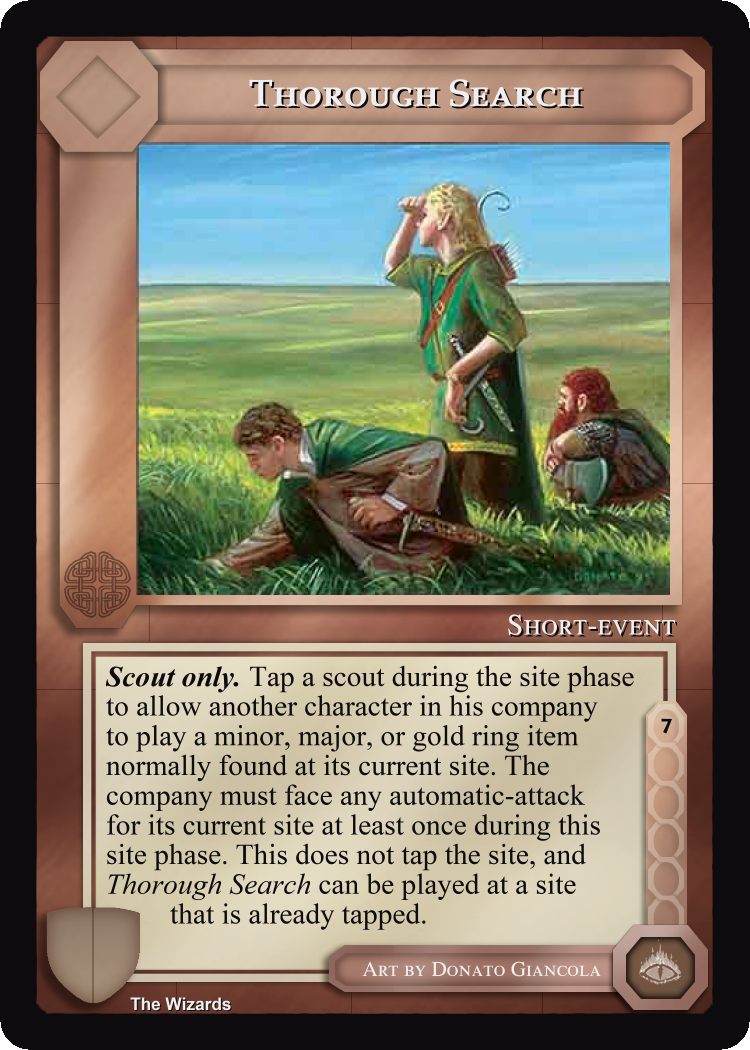 Thorough Search
Short-event
Scout only. Tap a scout during the site phase
to allow another character in his company
to play a minor, major, or gold ring item
normally found at its current site. The
company must face any automatic-attack
for its current site at least once during this
site phase. This does not tap the site, and
Thorough Search can be played at a site
that is already tapped.
7
Art by Donato Giancola
The Wizards